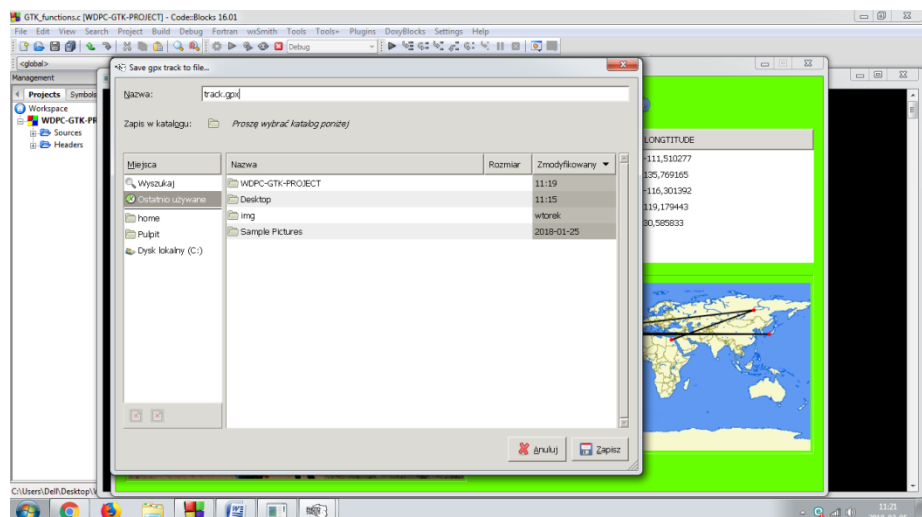 GTK_functions.c [WDPC-GTK-PROJECT] - Code::Blocks 16.01
File Edit View Search Project Build Debug Fortran wxSmith Tools Tools+ Plugins DoxyBlocks Settings Help
Debug
<global>
Management
Projects Symbols
Workspace
WDPC-GTK-PR
Sources
Headers
Save gpx track to file...
Nazwa: track.gpx
Zapis w katalogu: Proszę wybrać katalog poniżej
Miejsca
Wyszukaj
Ostatnio używane
home
Pulpit
Dysk lokalny (C:)
Nazwa Rozmiar Zmodyfikowany
WDPC-GTK-PROJECT 11:19
Desktop 11:15
img wtorek
Sample Pictures 2018-01-25
Anuluj Zapisz
LONGTITUDE
-111,510277
135,769165
-116,301392
119,179443
30,585833
C:\Users\Dell\Desktop\
11:21